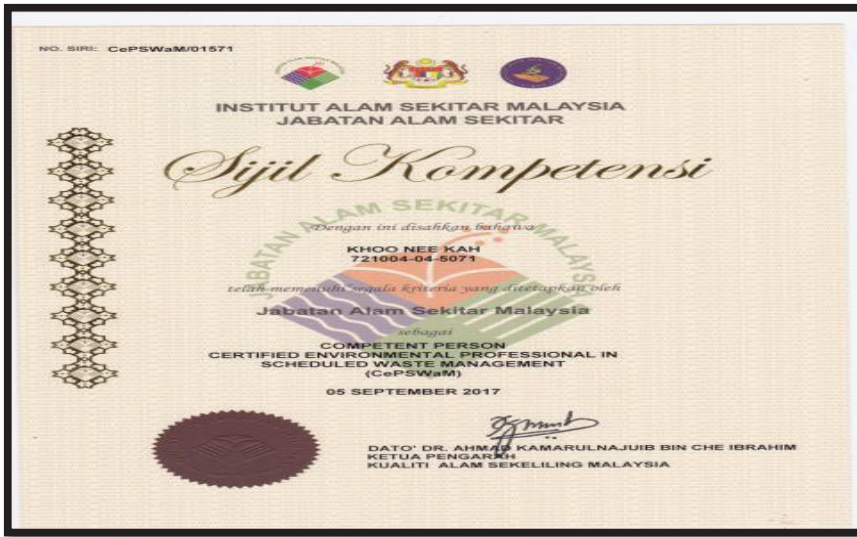 NO. SIRI: CePSWaM/01571
INSTITUT ALAM SEKITAR MALAYSIA
JABATAN ALAM SEKITAR
Sijil Kompetensi
JABATAN ALAM SEKITAR MALAYSIA
Dengan ini disahkan bahawa
KHOO NEE KAH
721004-04-5071
telah memenuhi segala kriteria yang ditetapkan oleh
Jabatan Alam Sekitar Malaysia
sebagai
COMPETENT PERSON
CERTIFIED ENVIRONMENTAL PROFESSIONAL IN
SCHEDULED WASTE MANAGEMENT
(CePSWaM)
05 SEPTEMBER 2017
DATO' DR. AHMAD KAMARULNAJUIB BIN CHE IBRAHIM
KETUA PENGARAH
KUALITI ALAM SEKELILING MALAYSIA